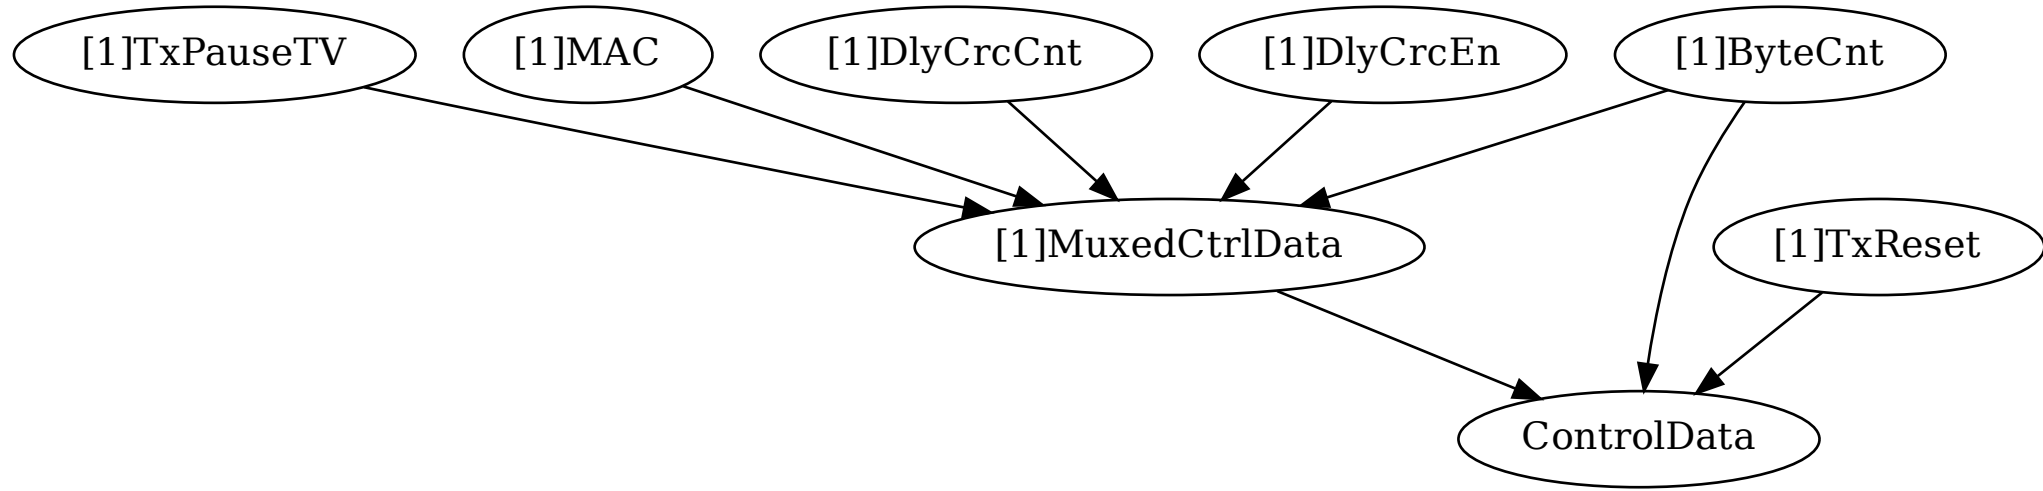 [1]TxPauseTV
[1]MAC
[1]DlyCrcCnt
[1]DlyCrcEn
[1]ByteCnt
[1]MuxedCtrlData
[1]TxReset
ControlData